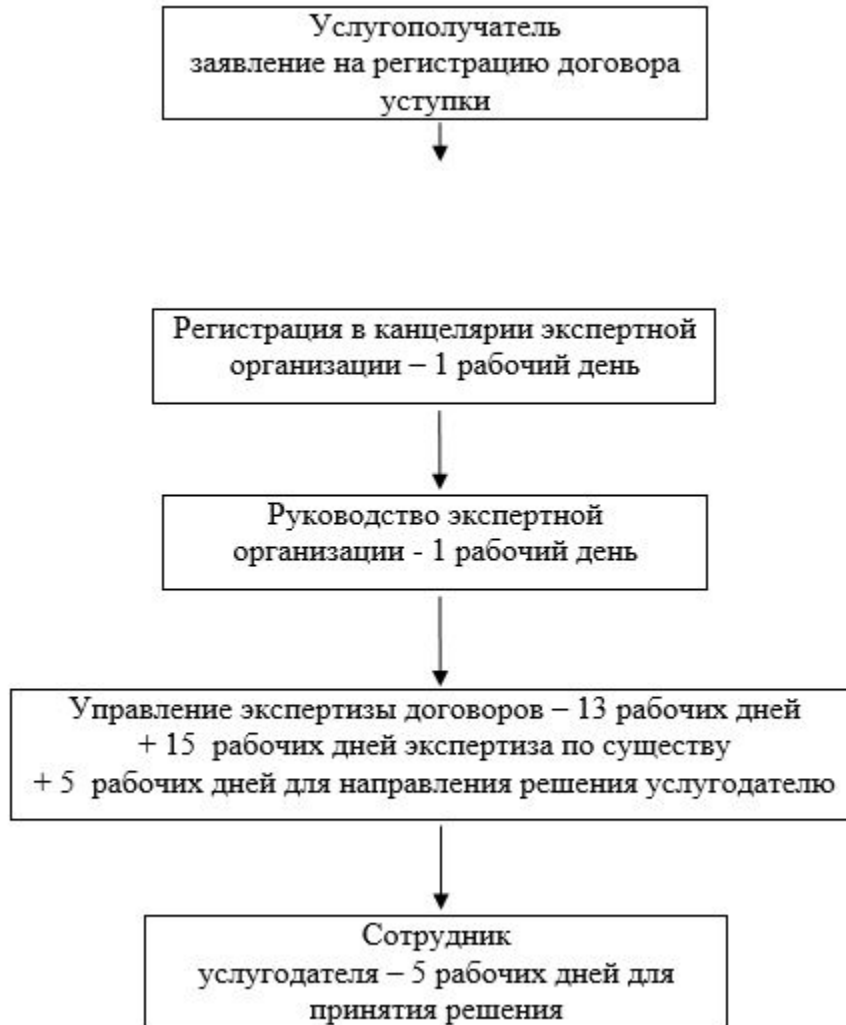 Услугополучатель
заявление на регистрацию договора
уступки
Регистрация в канцелярии экспертной
организации – 1 рабочий день
Руководство экспертной
организации - 1 рабочий день
Управление экспертизы договоров – 13 рабочих дней
+ 15 рабочих дней экспертиза по существу
+ 5 рабочих дней для направления решения услугодателю
Сотрудник
услугодателя – 5 рабочих дней для
принятия решения